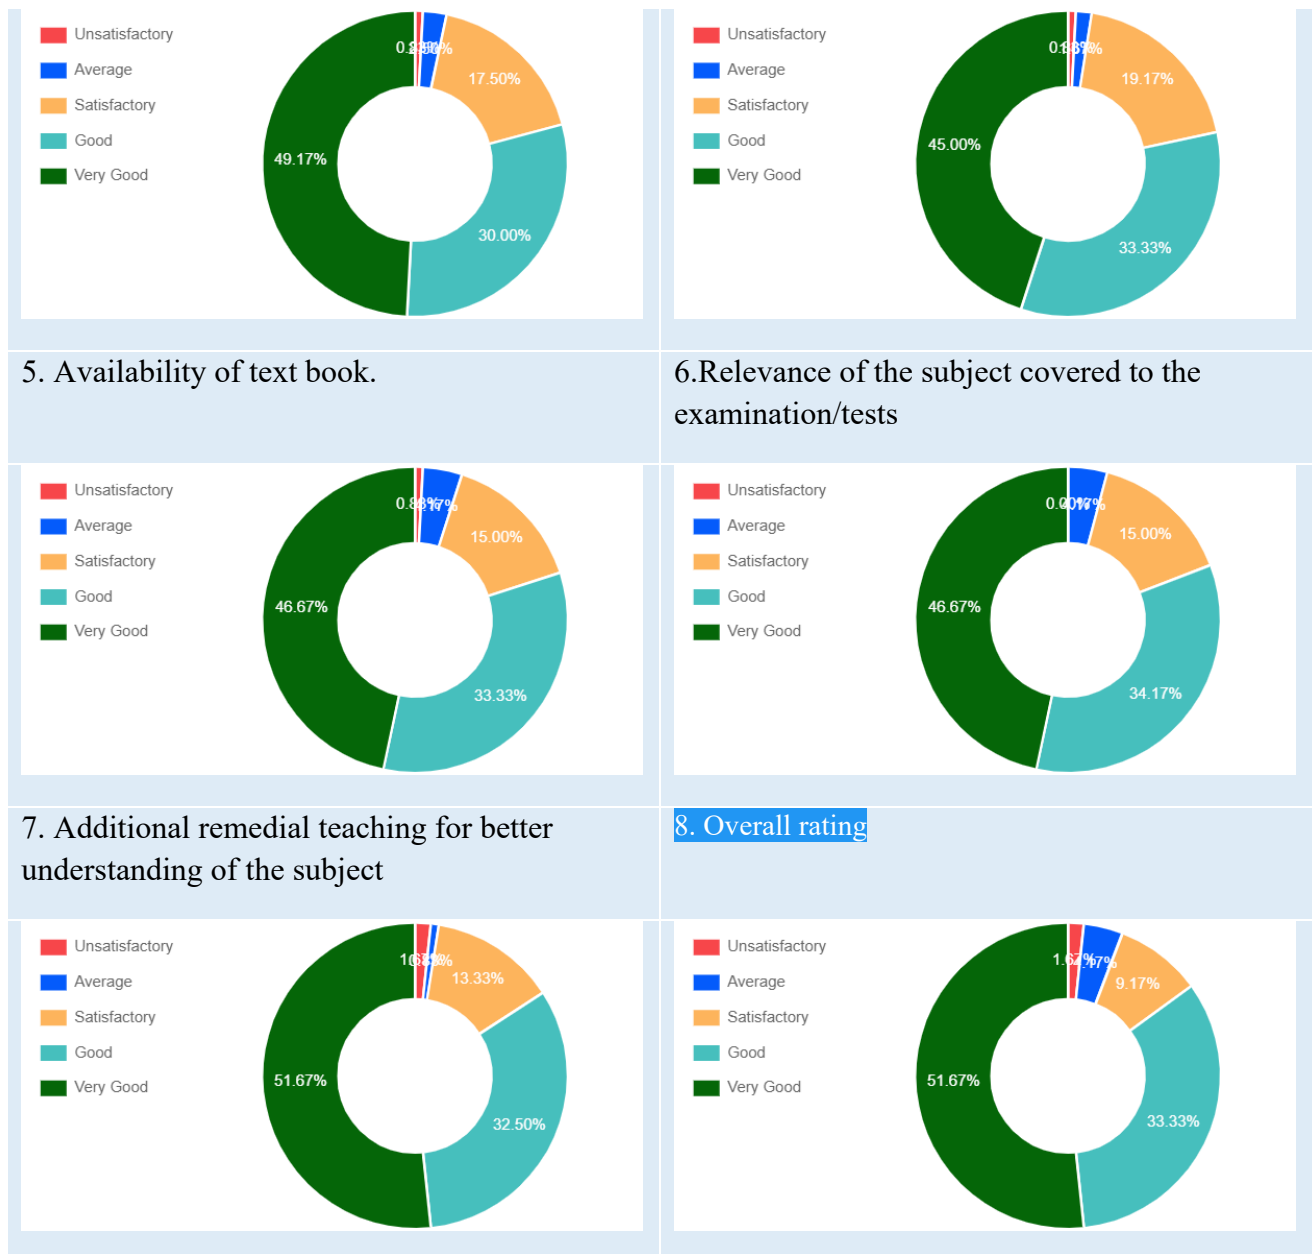 Unsatisfactory
Average
Satisfactory
Good
Very Good
17.50%
30.00%
49.17%
Unsatisfactory
Average
Satisfactory
Good
Very Good
19.17%
33.33%
45.00%
5. Availability of text book.
6.Relevance of the subject covered to the
examination/tests
Unsatisfactory
Average
Satisfactory
Good
Very Good
15.00%
33.33%
46.67%
Unsatisfactory
Average
Satisfactory
Good
Very Good
15.00%
34.17%
46.67%
7. Additional remedial teaching for better
understanding of the subject
8. Overall rating
Unsatisfactory
Average
Satisfactory
Good
Very Good
13.33%
32.50%
51.67%
Unsatisfactory
Average
Satisfactory
Good
Very Good
9.17%
33.33%
51.67%